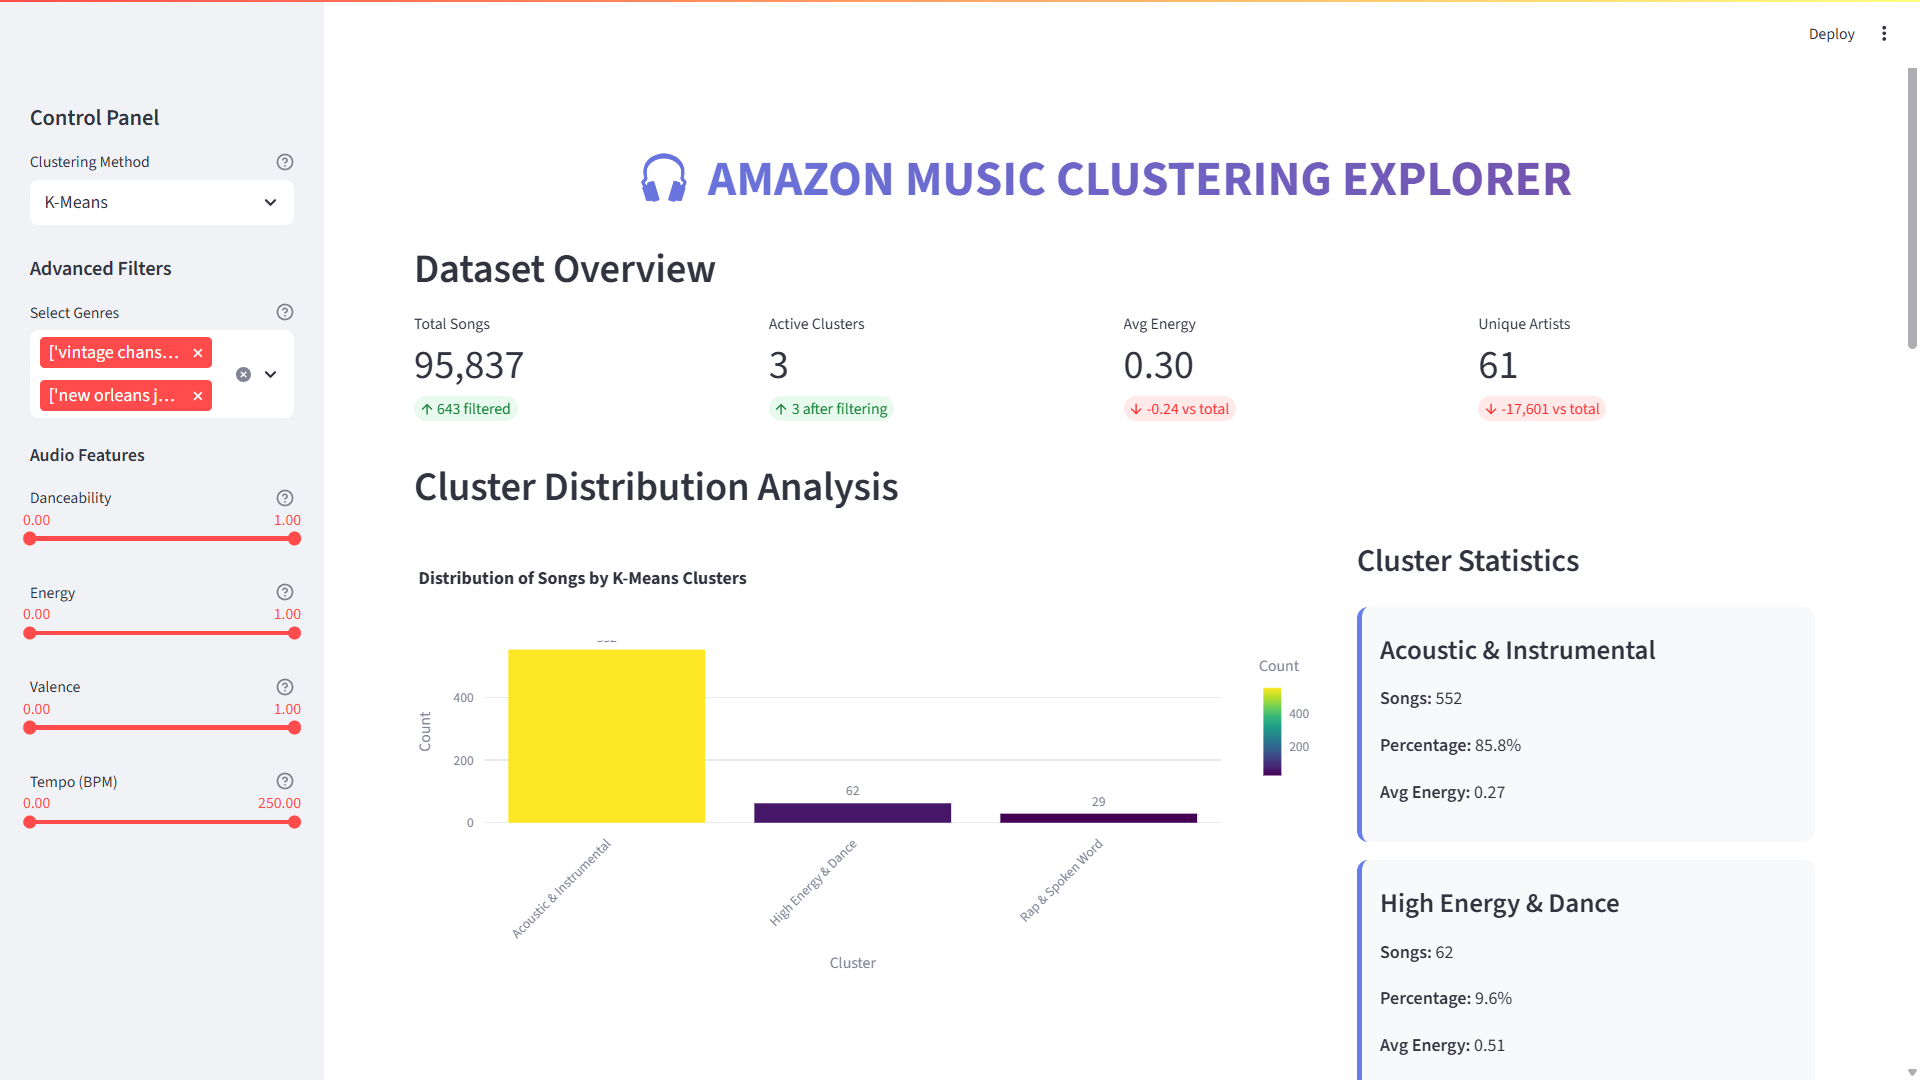 Deploy
Control Panel
Clustering Method
K-Means
Advanced Filters
Select Genres
['vintage chans...
['new orleans j...
Audio Features
Danceability
0.00 1.00
Energy
0.00 1.00
Valence
0.00 1.00
Tempo (BPM)
0.00 250.00
AMAZON MUSIC CLUSTERING EXPLORER
Dataset Overview
Total Songs
95,837
↑ 643 filtered
Active Clusters
3
↑ 3 after filtering
Avg Energy
0.30
↓ -0.24 vs total
Unique Artists
61
↓ -17,601 vs total
Cluster Distribution Analysis
Distribution of Songs by K-Means Clusters
Count
400
200
0
62
29
Acoustic & Instrumental
High Energy & Dance
Rap & Spoken Word
Cluster
Count
400
200
Cluster Statistics
Acoustic & Instrumental
Songs: 552
Percentage: 85.8%
Avg Energy: 0.27
High Energy & Dance
Songs: 62
Percentage: 9.6%
Avg Energy: 0.51